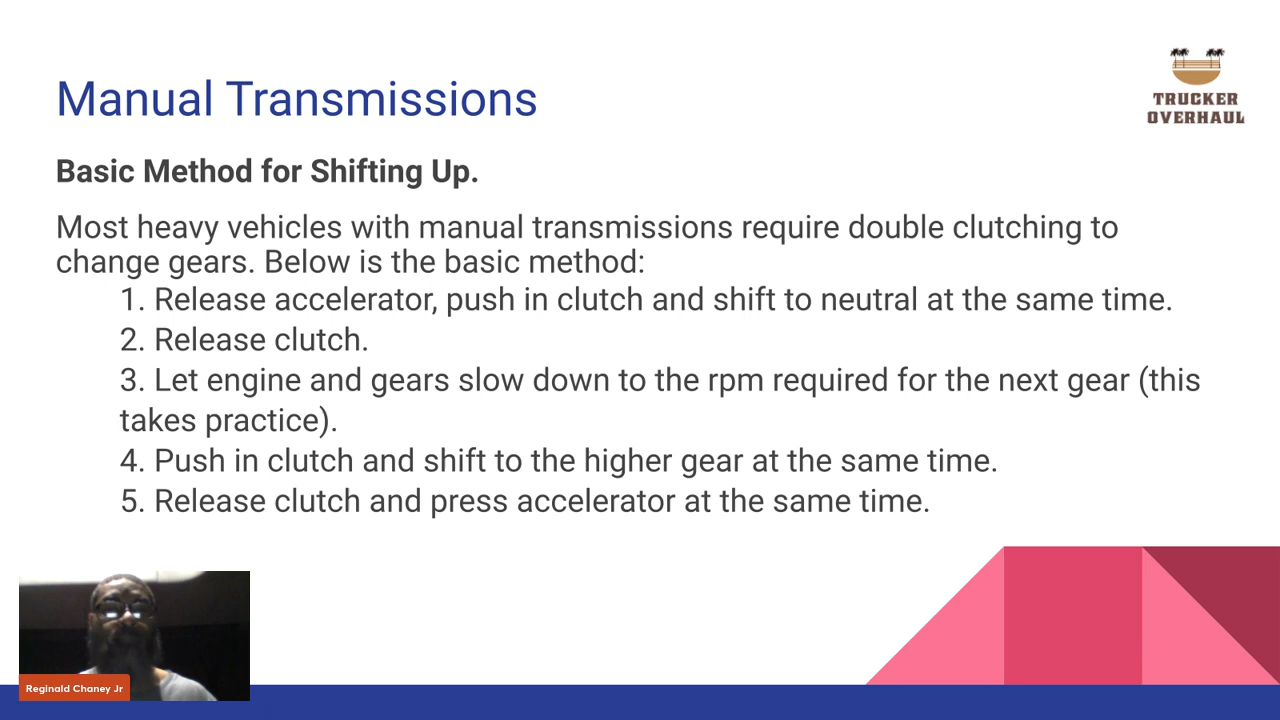 TRUCKER
OVERHAUL
Manual Transmissions
Basic Method for Shifting Up.
Most heavy vehicles with manual transmissions require double clutching to
change gears. Below is the basic method:
1. Release accelerator, push in clutch and shift to neutral at the same time.
2. Release clutch.
3. Let engine and gears slow down to the rpm required for the next gear (this
takes practice).
4. Push in clutch and shift to the higher gear at the same time.
5. Release clutch and press accelerator at the same time.
Reginald Chaney Jr